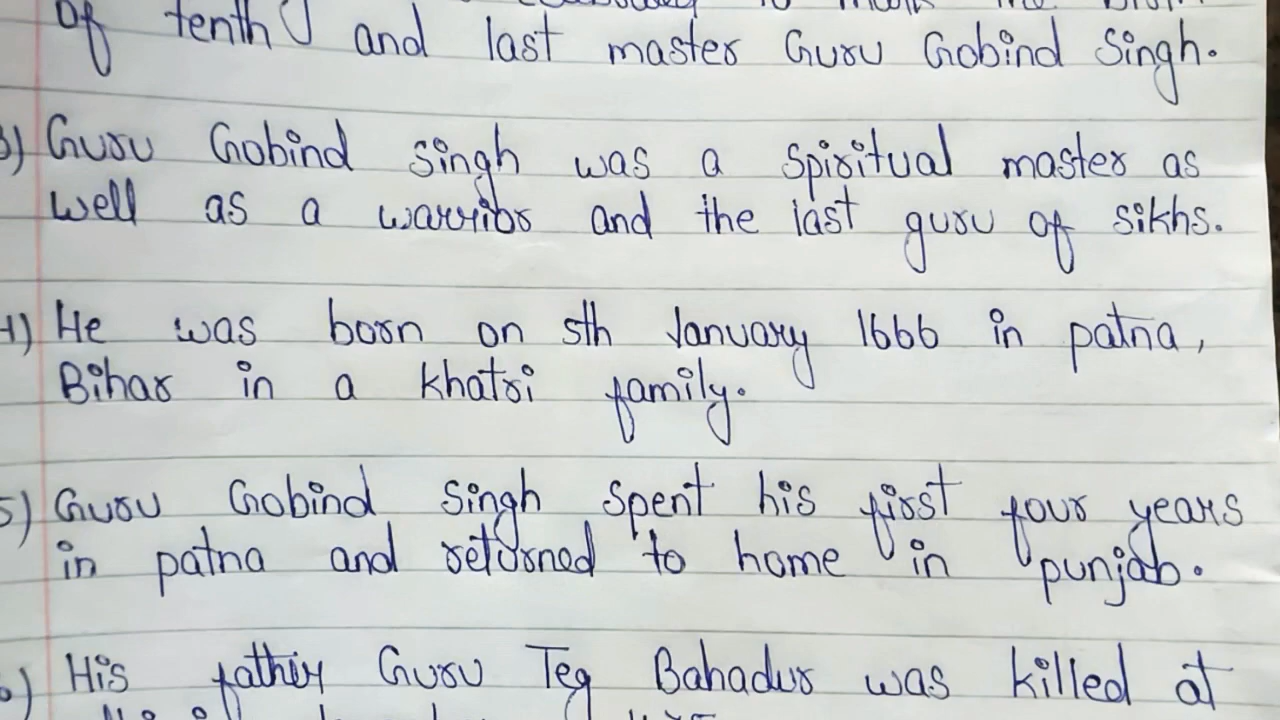 of tenth and last master Guru Gobind Singh.
3) Guru Gobind singh was a spiritual master as
well as a warrior and the last guru of sikhs.
4) He was born on 5th January 1666 in patna,
Bihar in a khatri family.
5) Guru Gobind singh spent his first four years
in patna and returned to home in punjab.
6) His father Guru Teg Bahadur was killed at